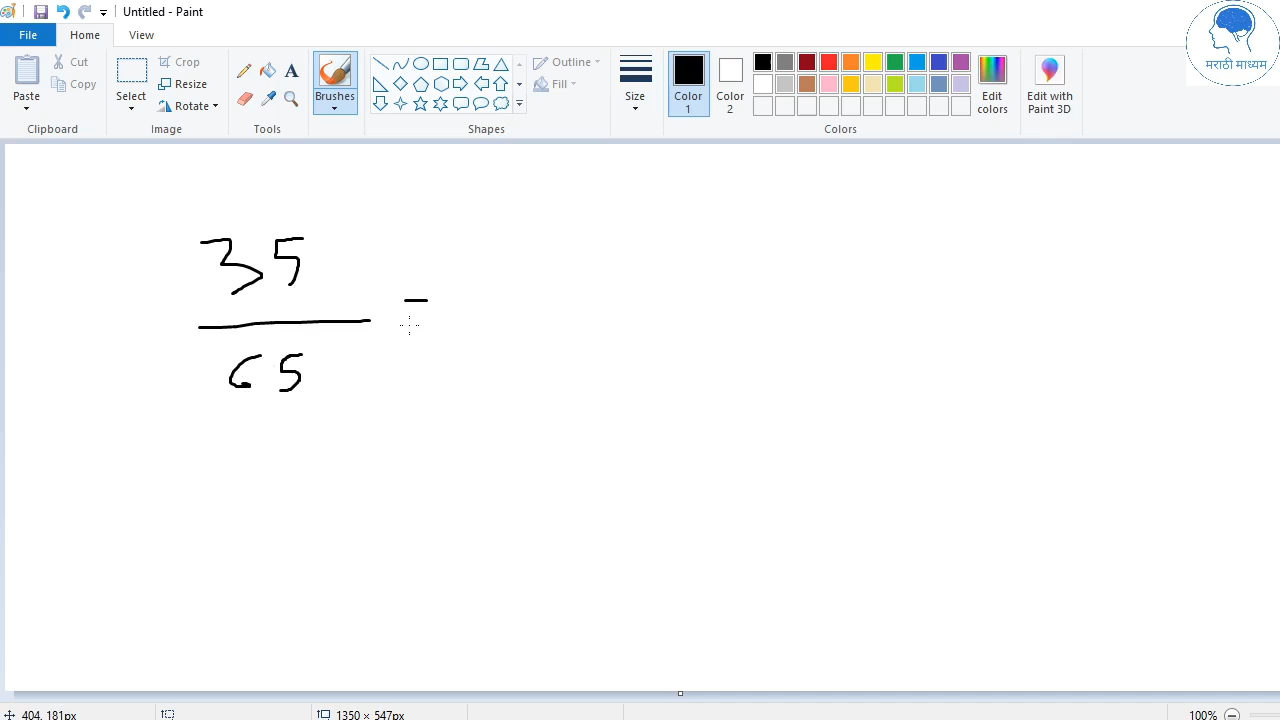 Untitled - Paint
File Home View
Paste Cut Copy Clipboard
Select Crop Resize Rotate Image
Tools
Brushes
Shapes Outline Fill
Size
Color 1 Color 2 Edit colors Colors
Edit with Paint 3D
मराठी माध्यम
35
—
65 =
404, 181px 1350 × 547px 100%